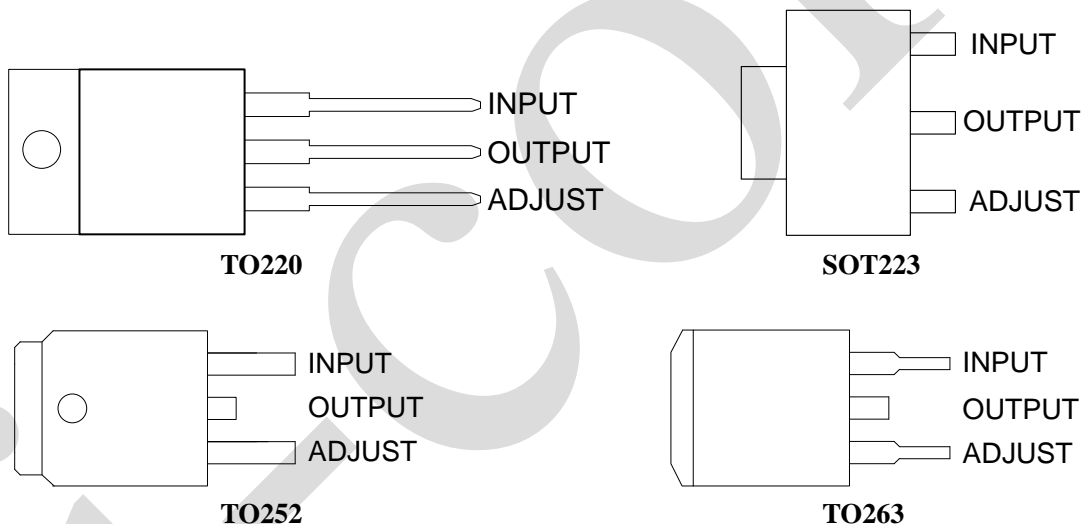 INPUT
OUTPUT
ADJUST
TO220
INPUT
OUTPUT
ADJUST
SOT223
INPUT
OUTPUT
ADJUST
TO252
INPUT
OUTPUT
ADJUST
TO263